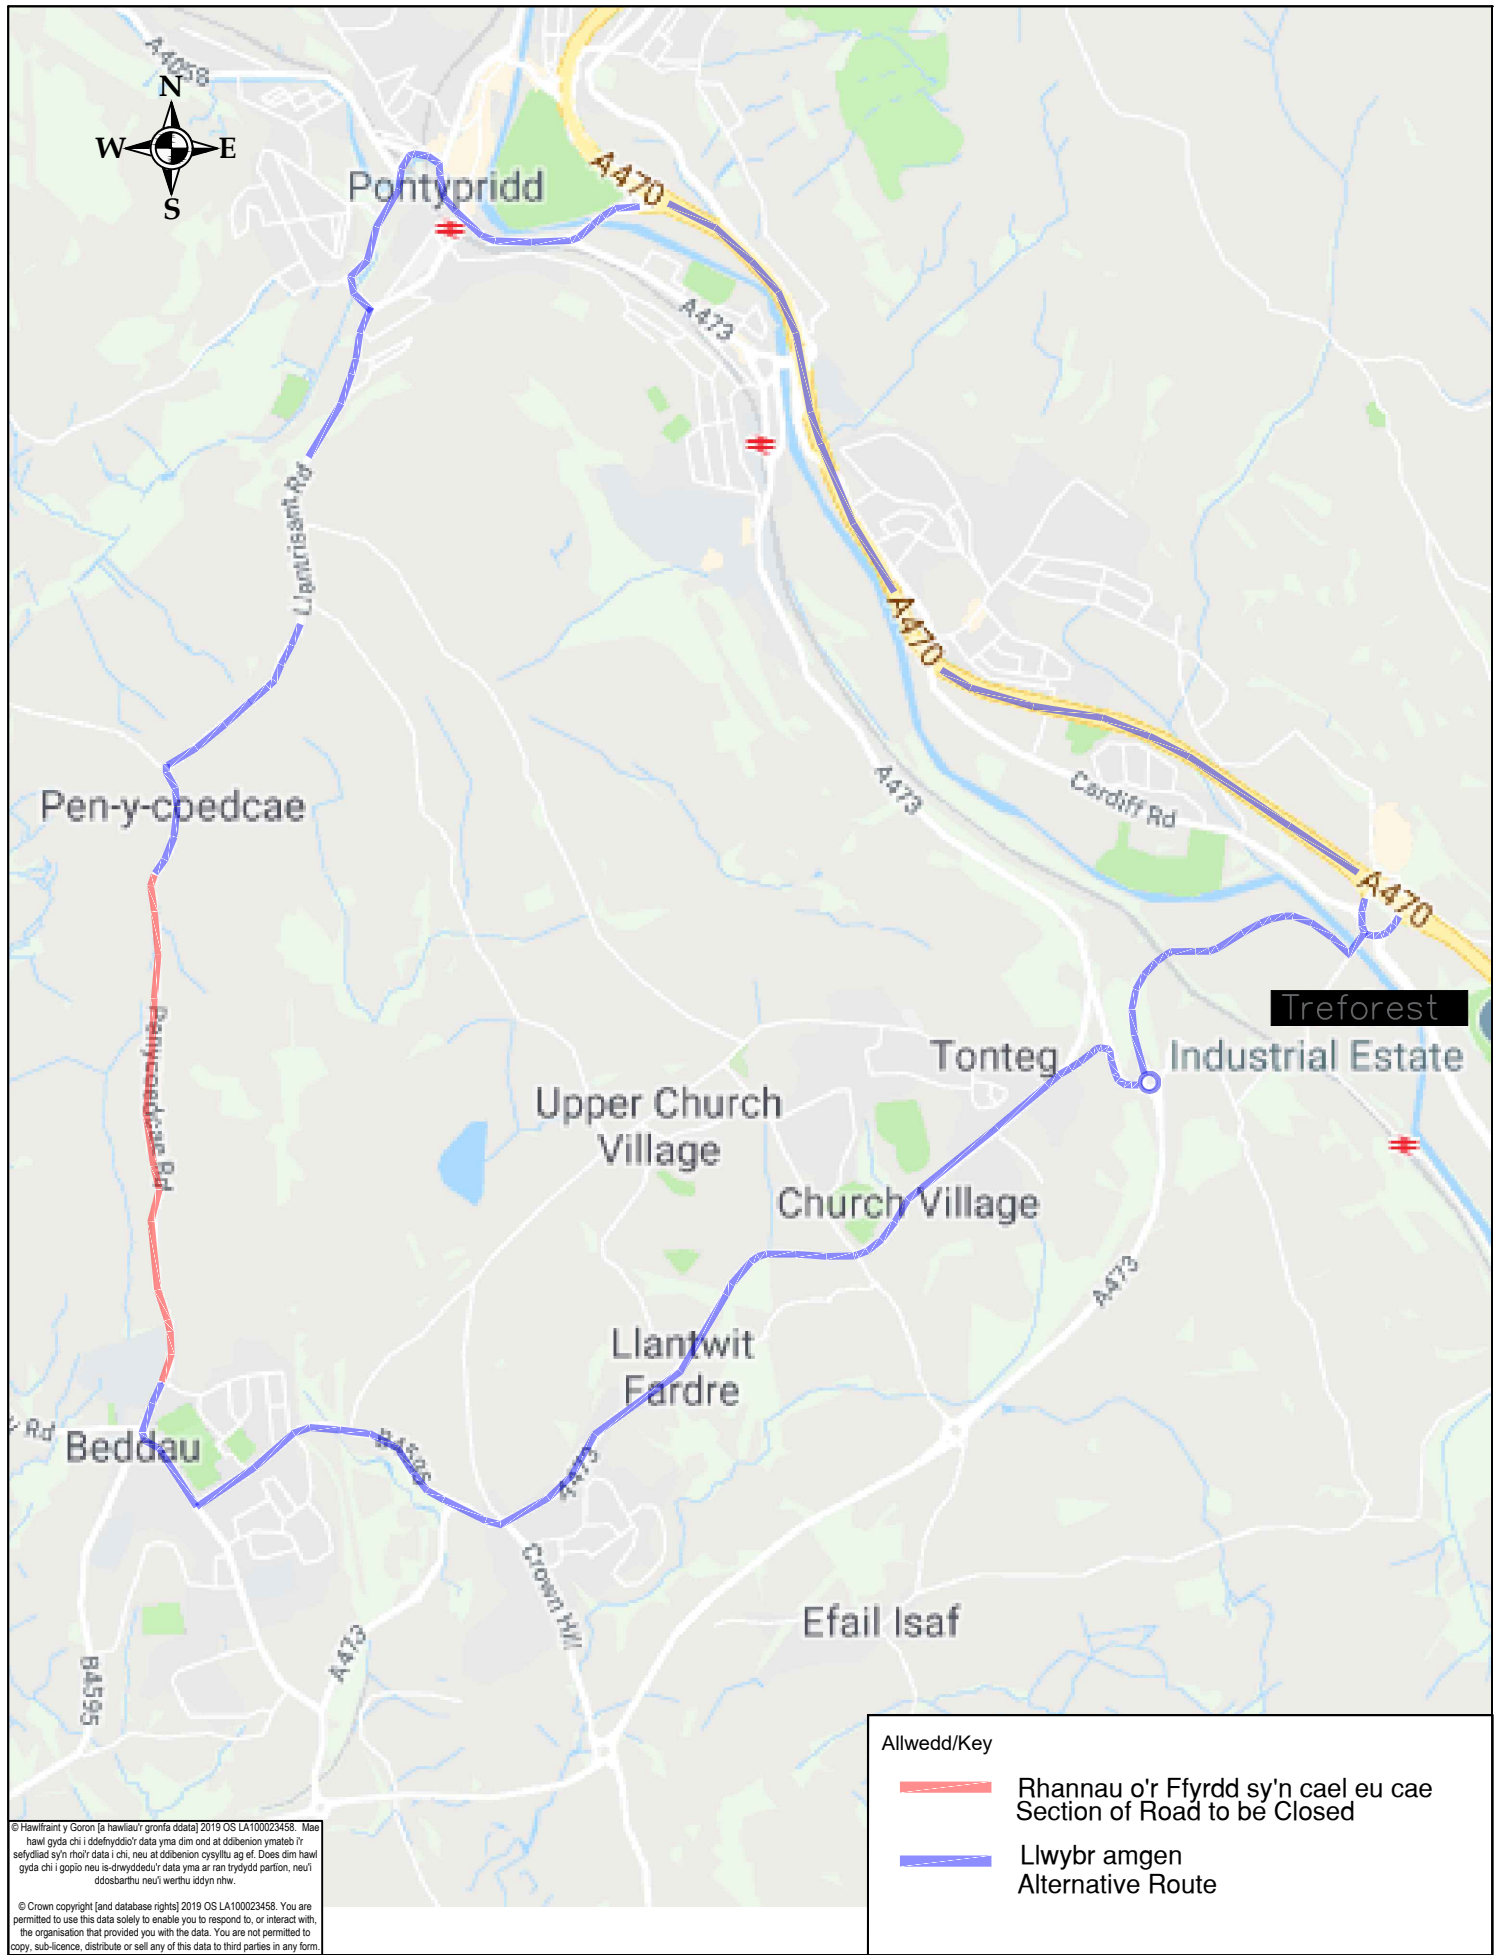 A4058
N
W E
S
Pontypridd
A470
A473
Llantrisant Rd
A470
A473
Cardiff Rd
Pen-y-coedcae
A470
Treforest
Industrial Estate
Penycoedcae Rd
Tonteg
Upper Church
Village
Church Village
A473
Llantwit
Fardre
Rd
Beddau
B4595
A473
Crown Hill
Efail Isaf
A473
B4595
Allwedd/Key
Rhannau o'r Ffyrdd sy'n cael eu cae
Section of Road to be Closed
Llwybr amgen
Alternative Route
© Hawlfraint y Goron [a hawliau'r gronfa ddata] 2019 OS LA100023458. Mae
hawl gyda chi i ddefnyddio'r data yma dim ond at ddibenion ymateb i'r
sefydliad sy'n rhoi'r data i chi, neu at ddibenion cysylltu ag ef. Does dim hawl
gyda chi i gopïo neu is-drwyddedu'r data yma ar ran trydydd partïon, neu'i
ddosbarthu neu'i werthu iddyn nhw.
© Crown copyright [and database rights] 2019 OS LA100023458. You are
permitted to use this data solely to enable you to respond to, or interact with,
the organisation that provided you with the data. You are not permitted to
copy, sub-licence, distribute or sell any of this data to third parties in any form.